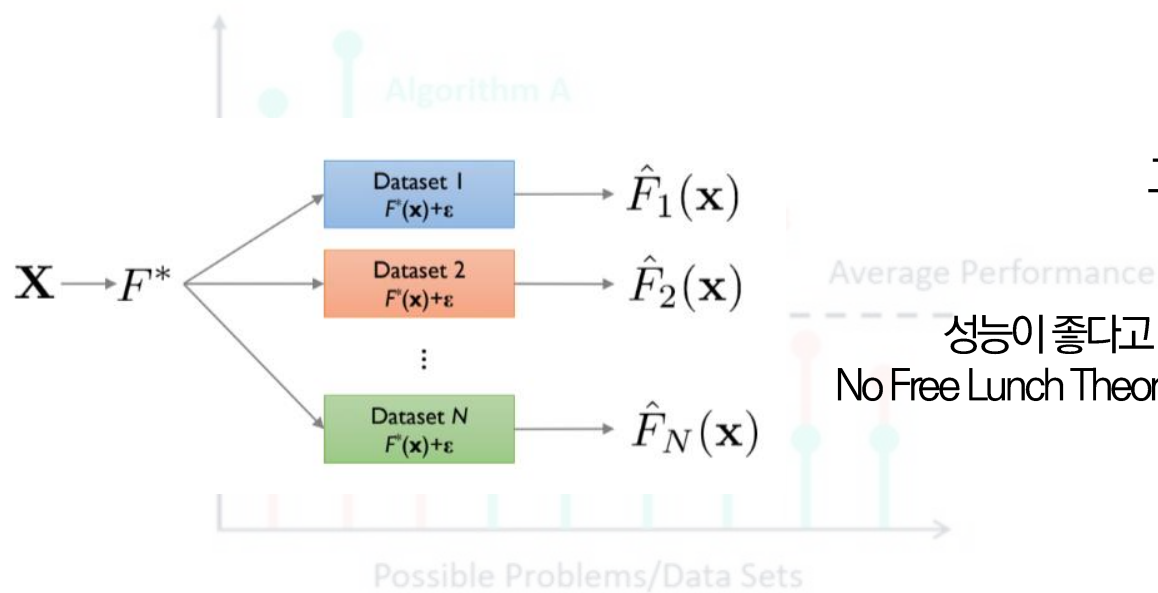 Algorithm A
Dataset 1
F*(x)+ε
F̂₁(x)
X
F*
Dataset 2
F*(x)+ε
F̂₂(x)
Average Performance
성능이 좋다고
No Free Lunch Theor
⋮
Dataset N
F*(x)+ε
F̂_N(x)
Possible Problems/Data Sets